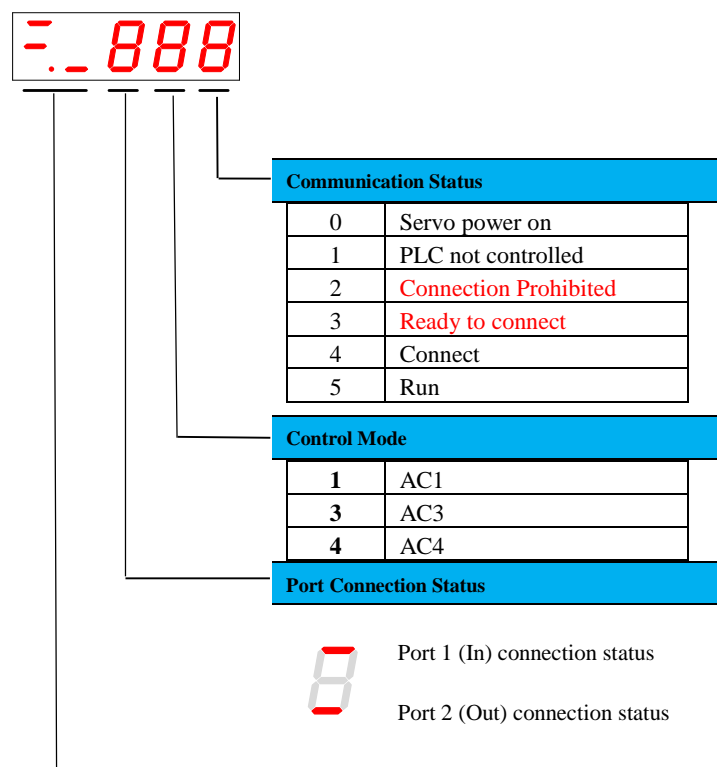 888
Communication Status
0 Servo power on
1 PLC not controlled
2 Connection Prohibited
3 Ready to connect
4 Connect
5 Run
Control Mode
1 AC1
3 AC3
4 AC4
Port Connection Status
Port 1 (In) connection status
Port 2 (Out) connection status